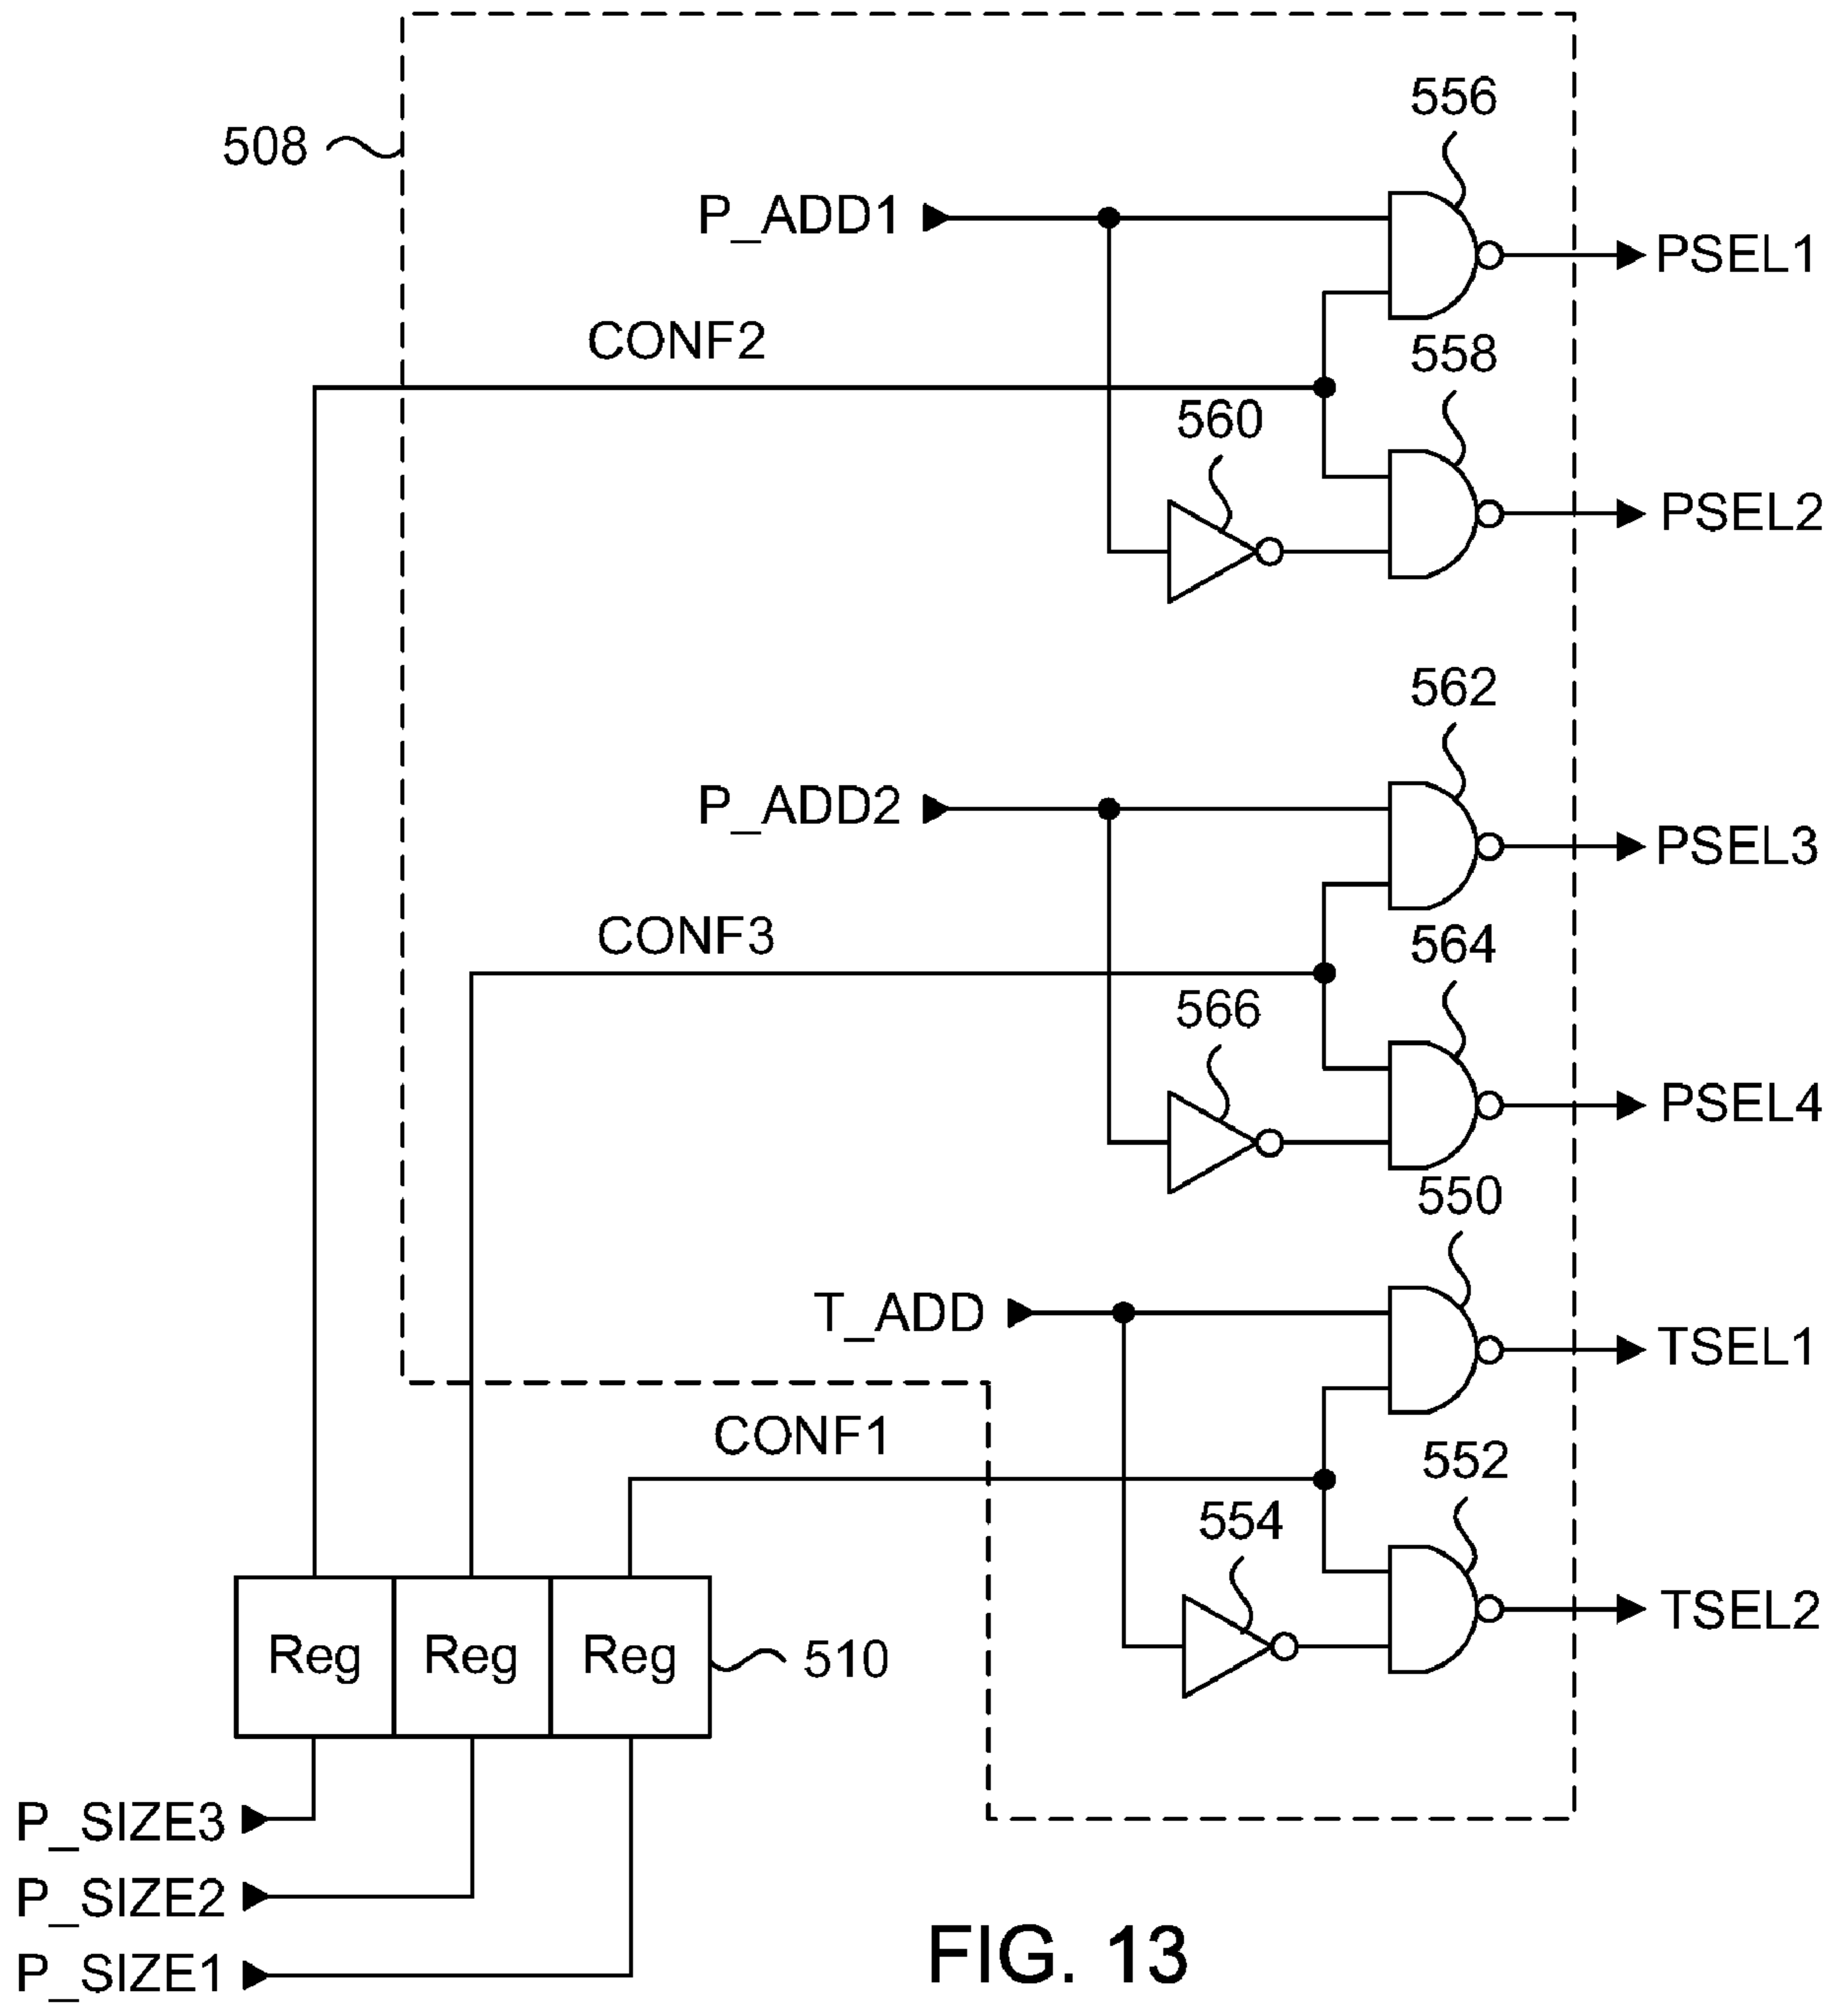 556
508
P_ADD1
PSEL1
CONF2
558
560
PSEL2
562
P_ADD2
PSEL3
CONF3
564
566
PSEL4
550
T_ADD
TSEL1
CONF1
552
554
TSEL2
Reg Reg Reg
510
P_SIZE3
P_SIZE2
P_SIZE1
FIG. 13